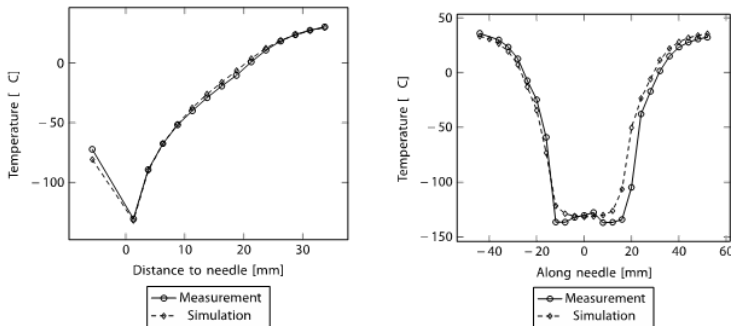 0
−50
−100
Temperature [ C]
0
10
20
30
Distance to needle [mm]
Measurement
Simulation
50
0
−50
−100
−150
Temperature [ C]
−40
−20
0
20
40
60
Along needle [mm]
Measurement
Simulation